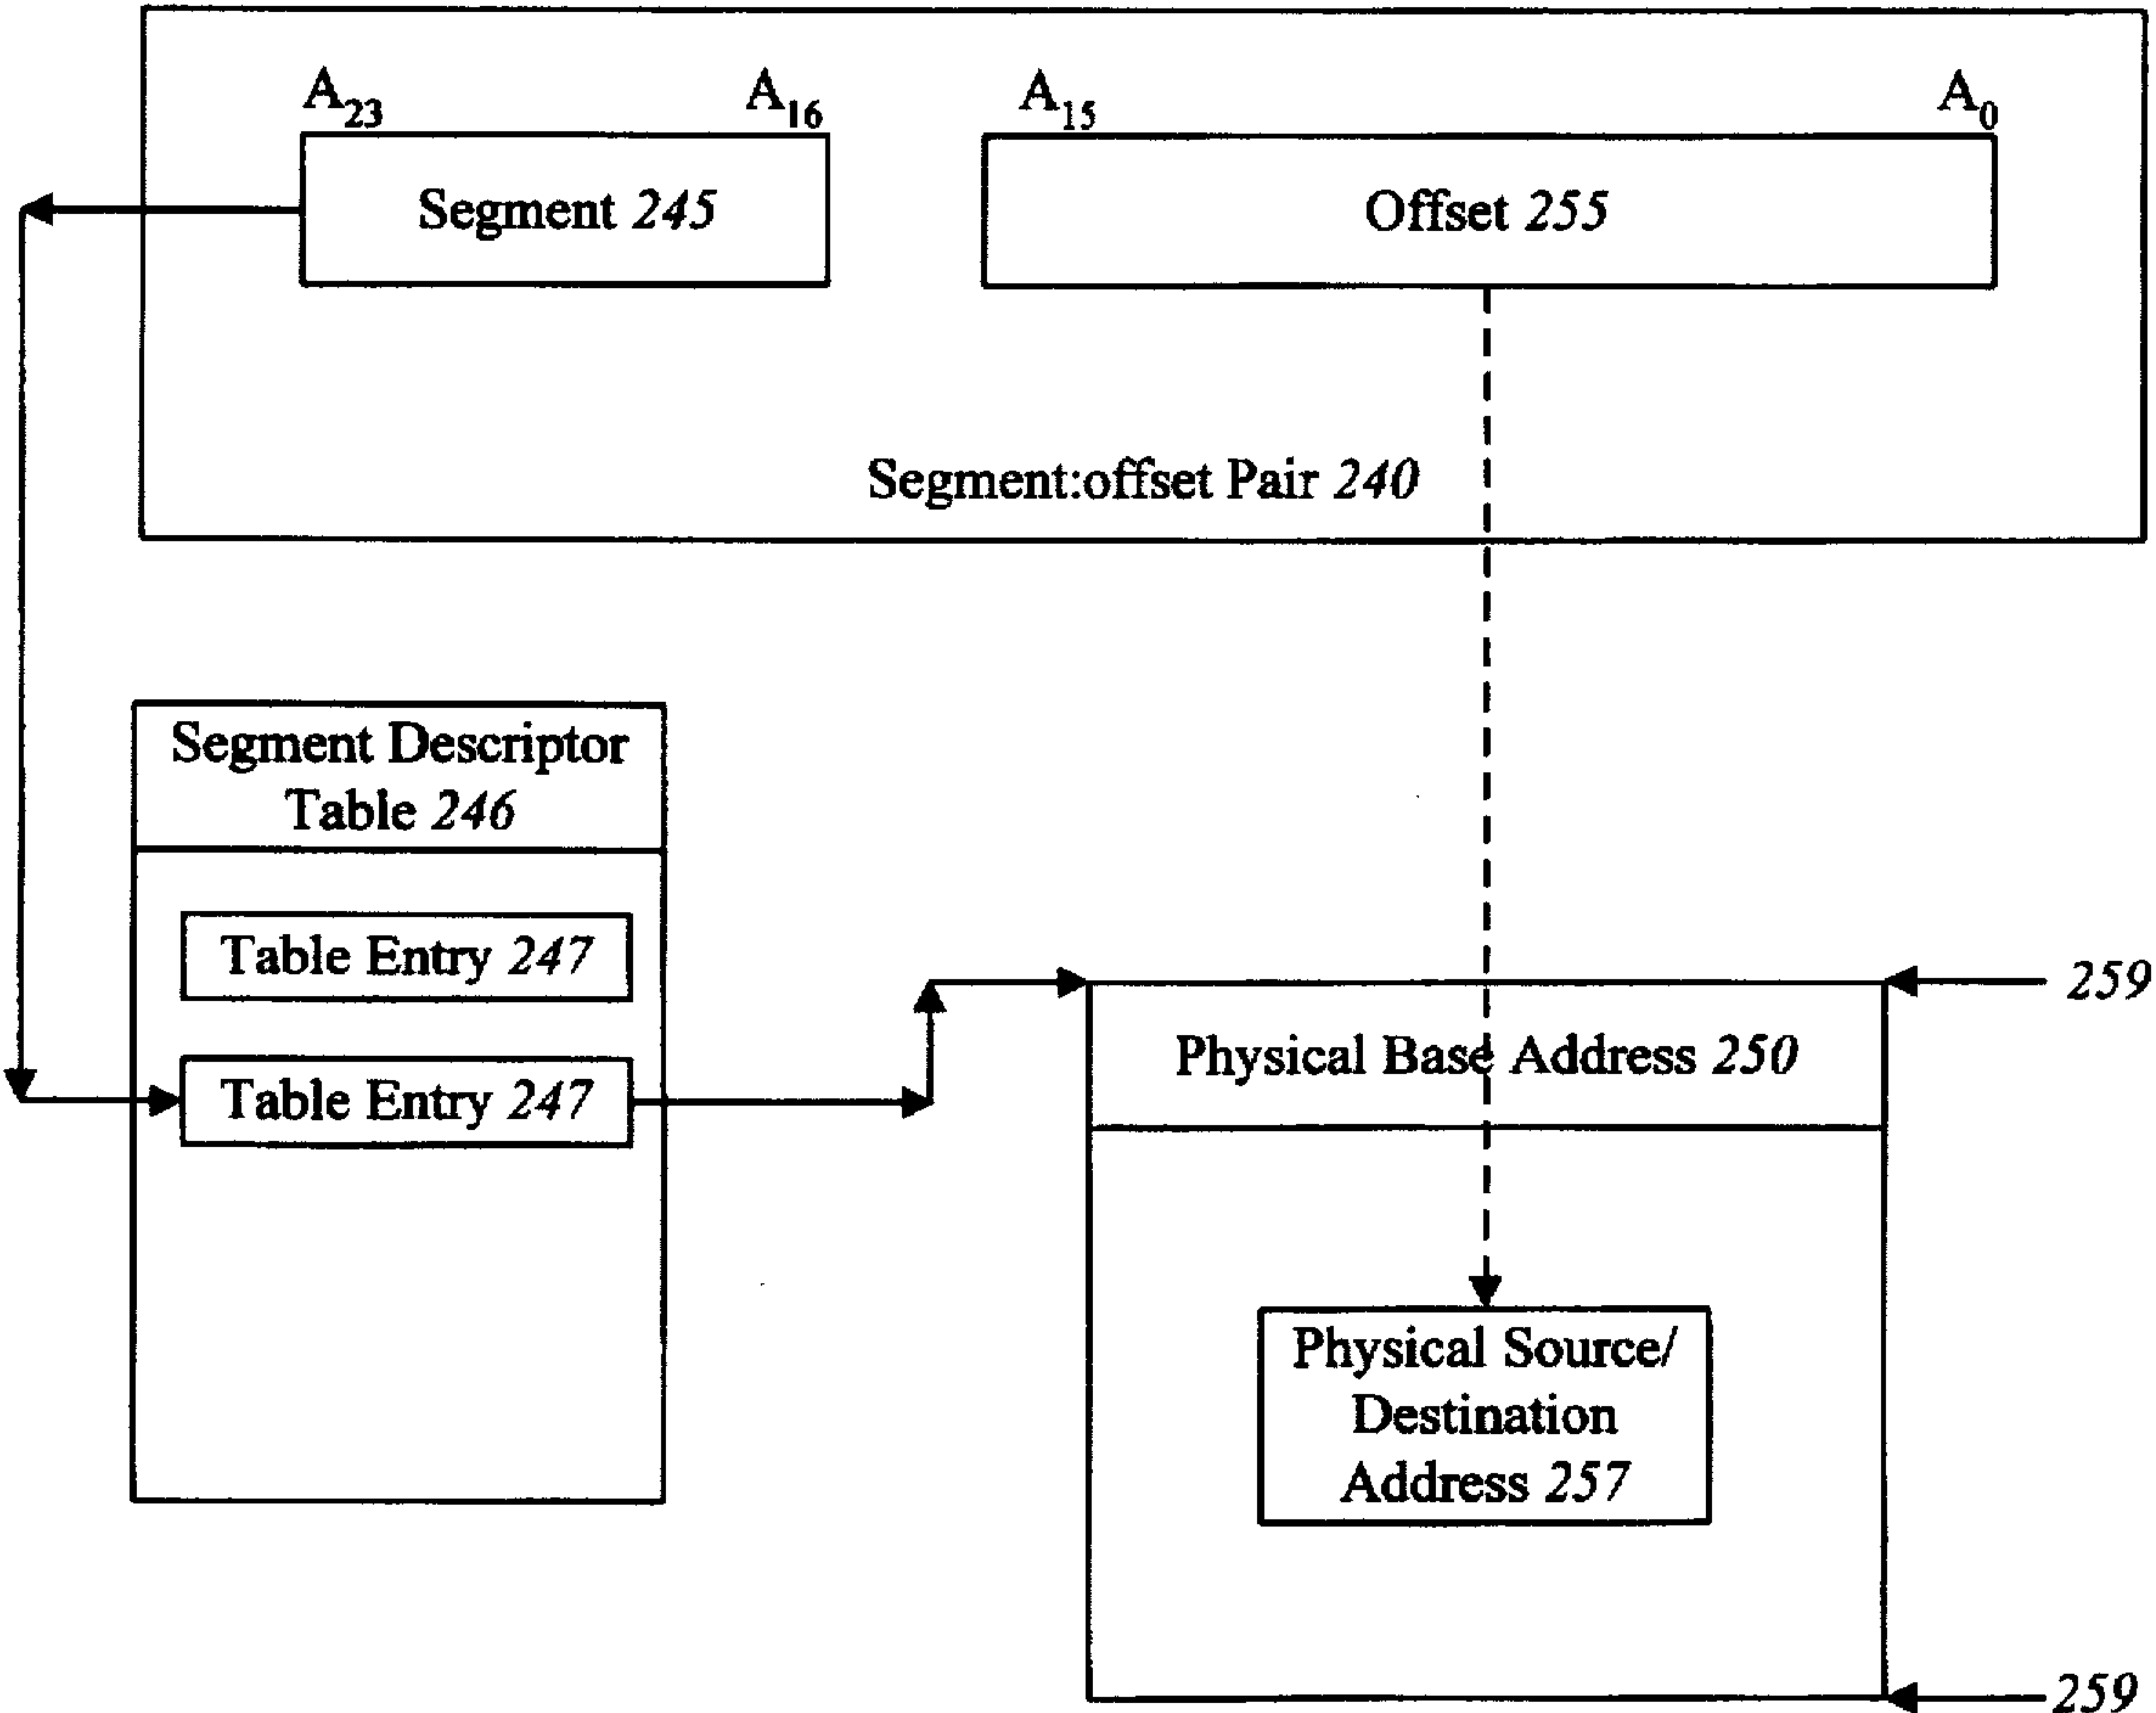 A23 A16 A15 A0
Segment 245 Offset 255
Segment:offset Pair 240
Segment Descriptor
Table 246
Table Entry 247
259
Physical Base Address 250
Table Entry 247
Physical Source/
Destination
Address 257
259